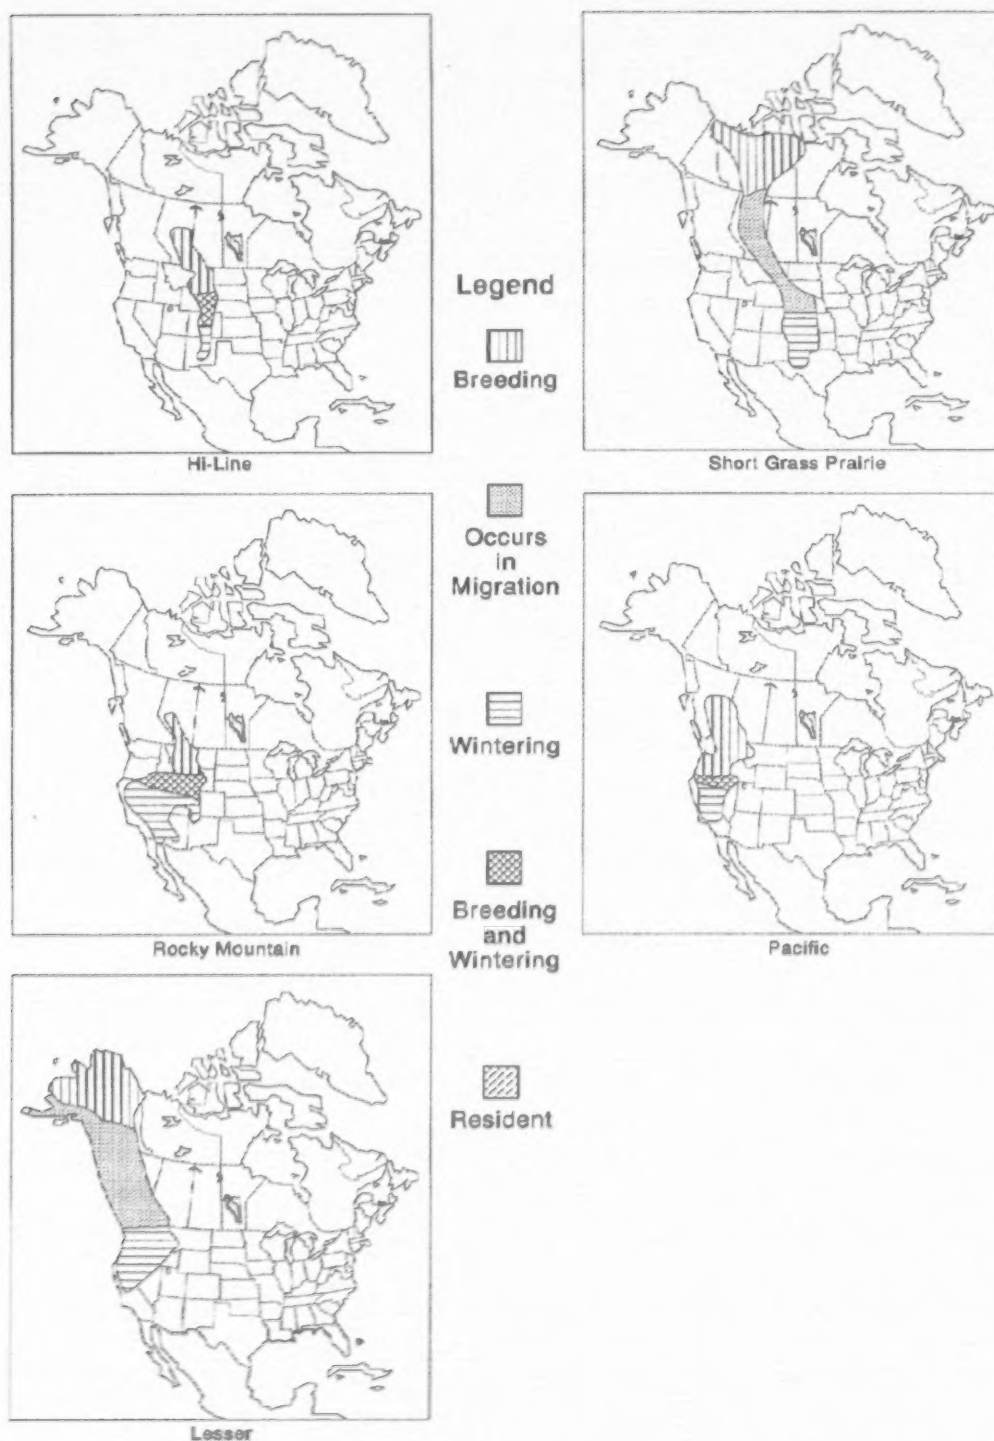 Hi-Line
Short Grass Prairie
Legend
Breeding
Occurs
in
Migration
Wintering
Breeding
and
Wintering
Resident
Rocky Mountain
Pacific
Lesser